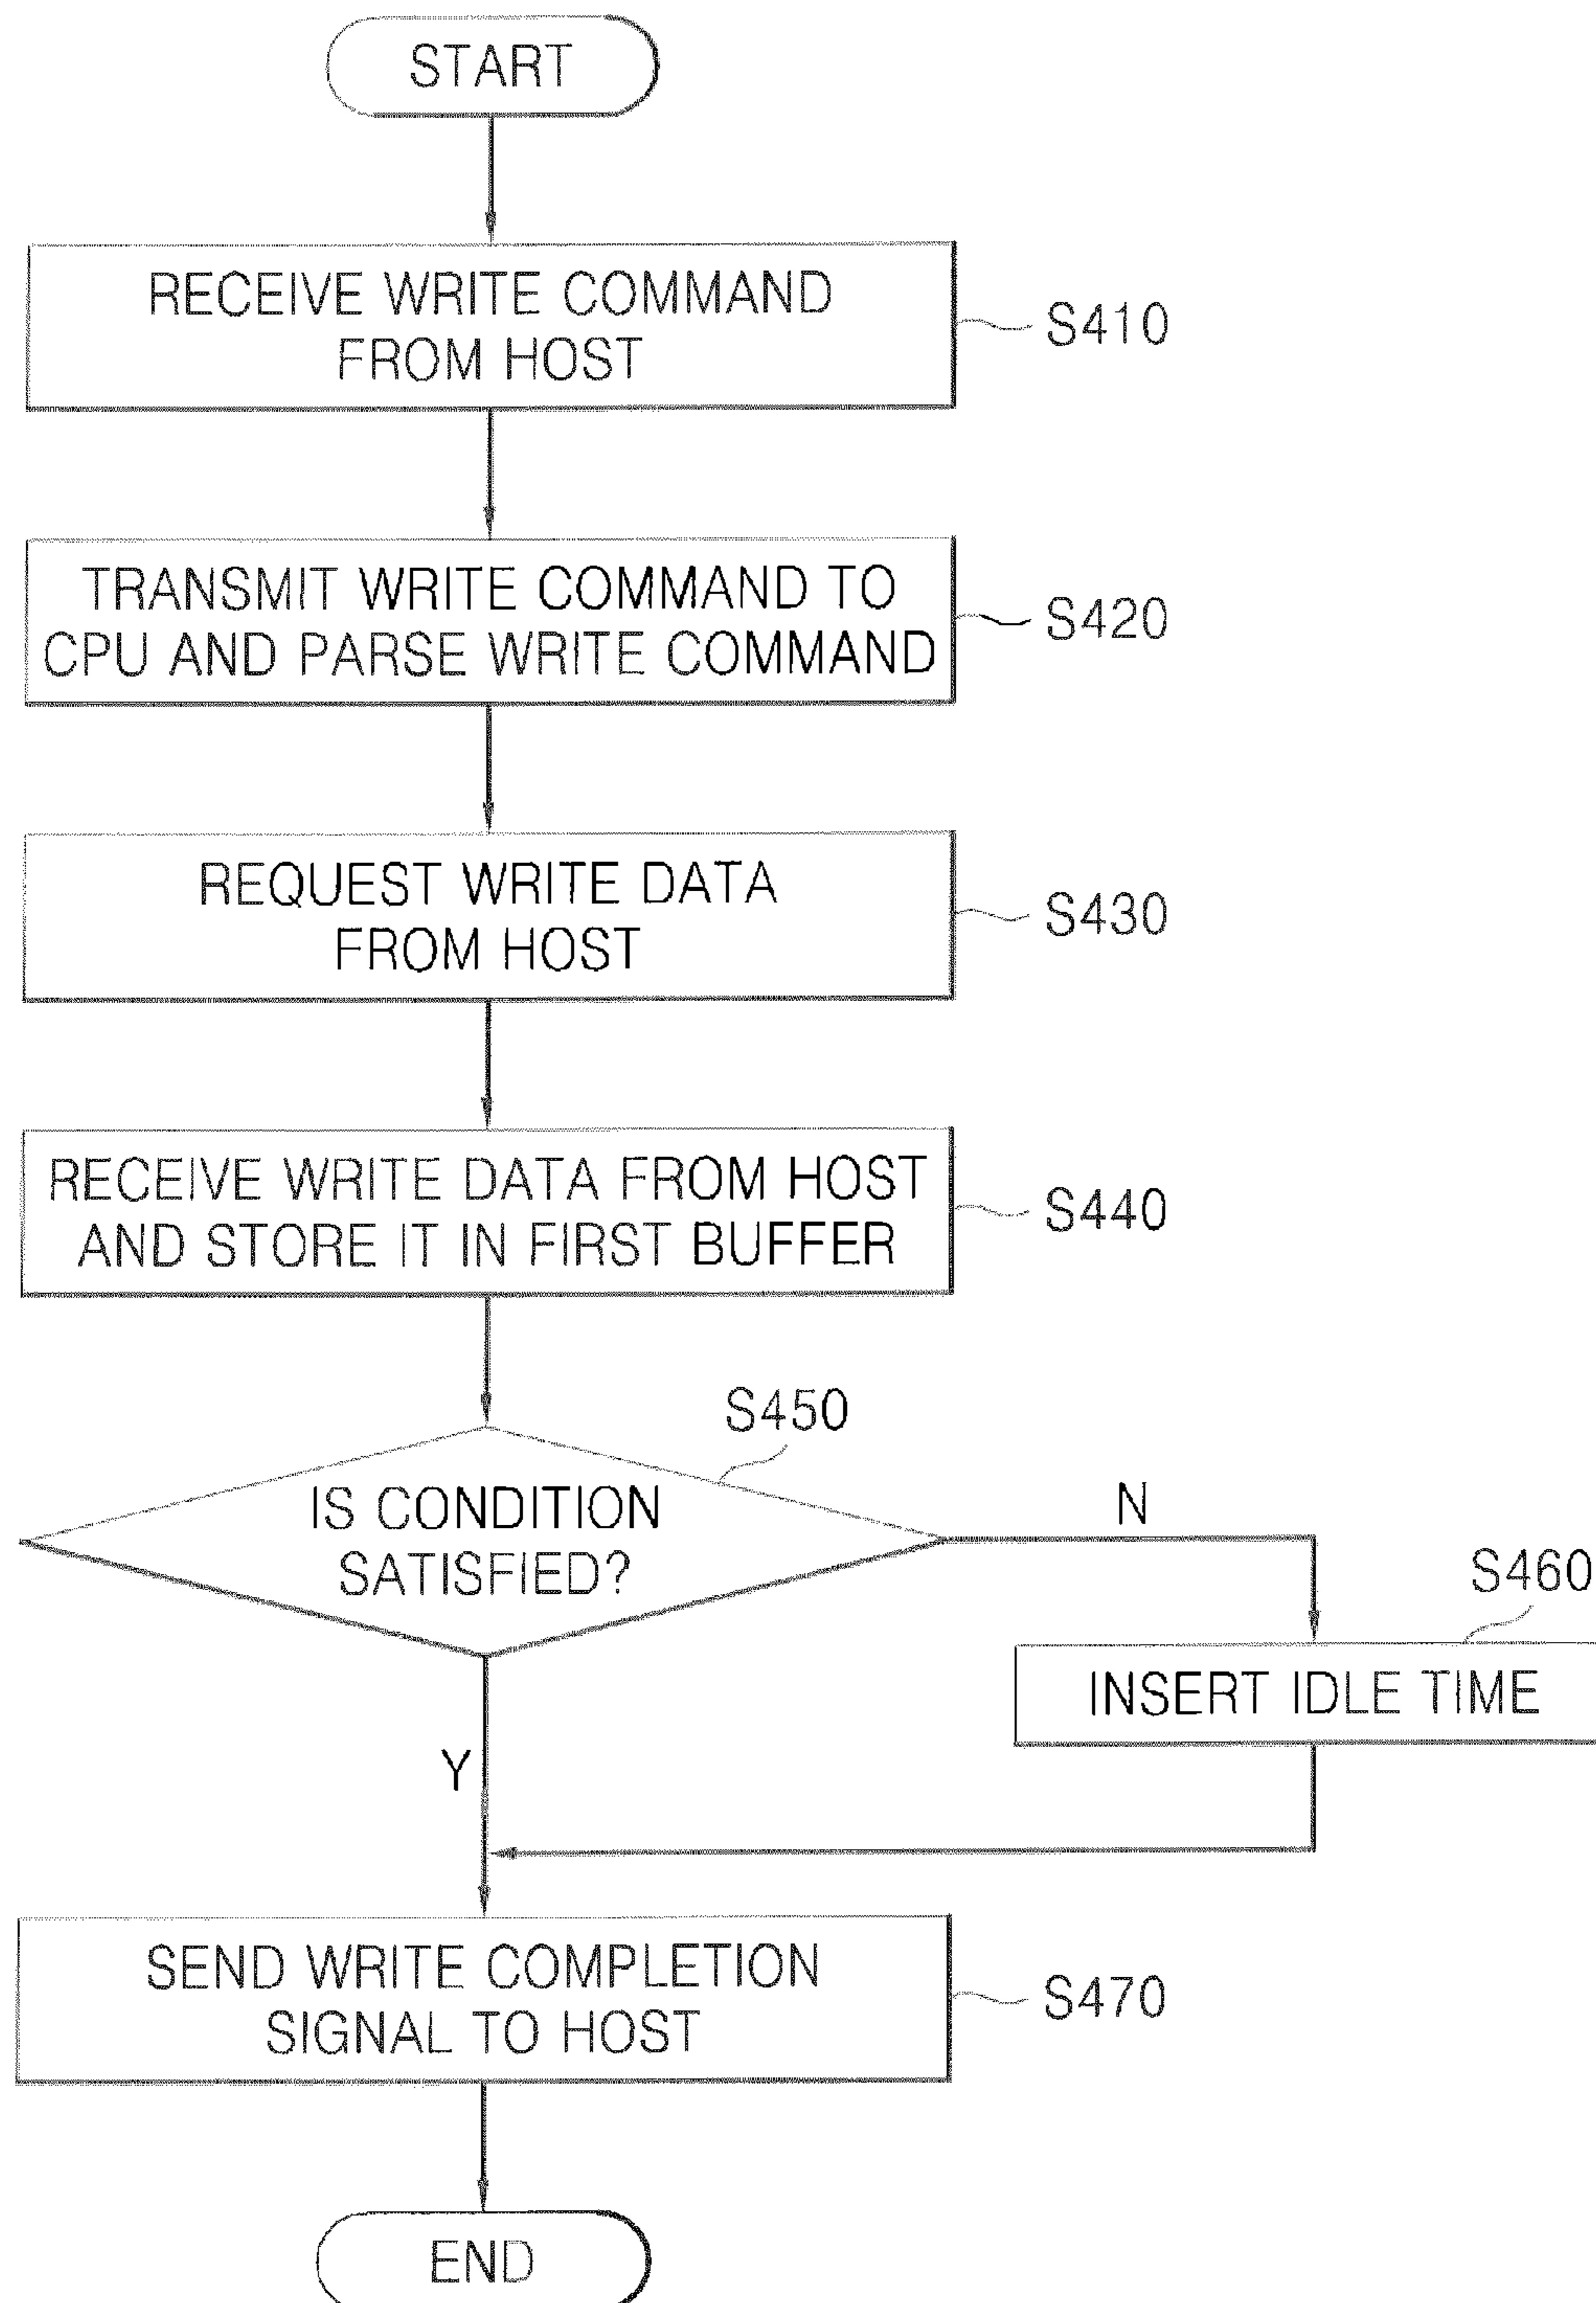 START
RECEIVE WRITE COMMAND
FROM HOST
S410
TRANSMIT WRITE COMMAND TO
CPU AND PARSE WRITE COMMAND
S420
REQUEST WRITE DATA
FROM HOST
S430
RECEIVE WRITE DATA FROM HOST
AND STORE IT IN FIRST BUFFER
S440
S450
IS CONDITION
SATISFIED?
N
S460
INSERT IDLE TIME
Y
SEND WRITE COMPLETION
SIGNAL TO HOST
S470
END